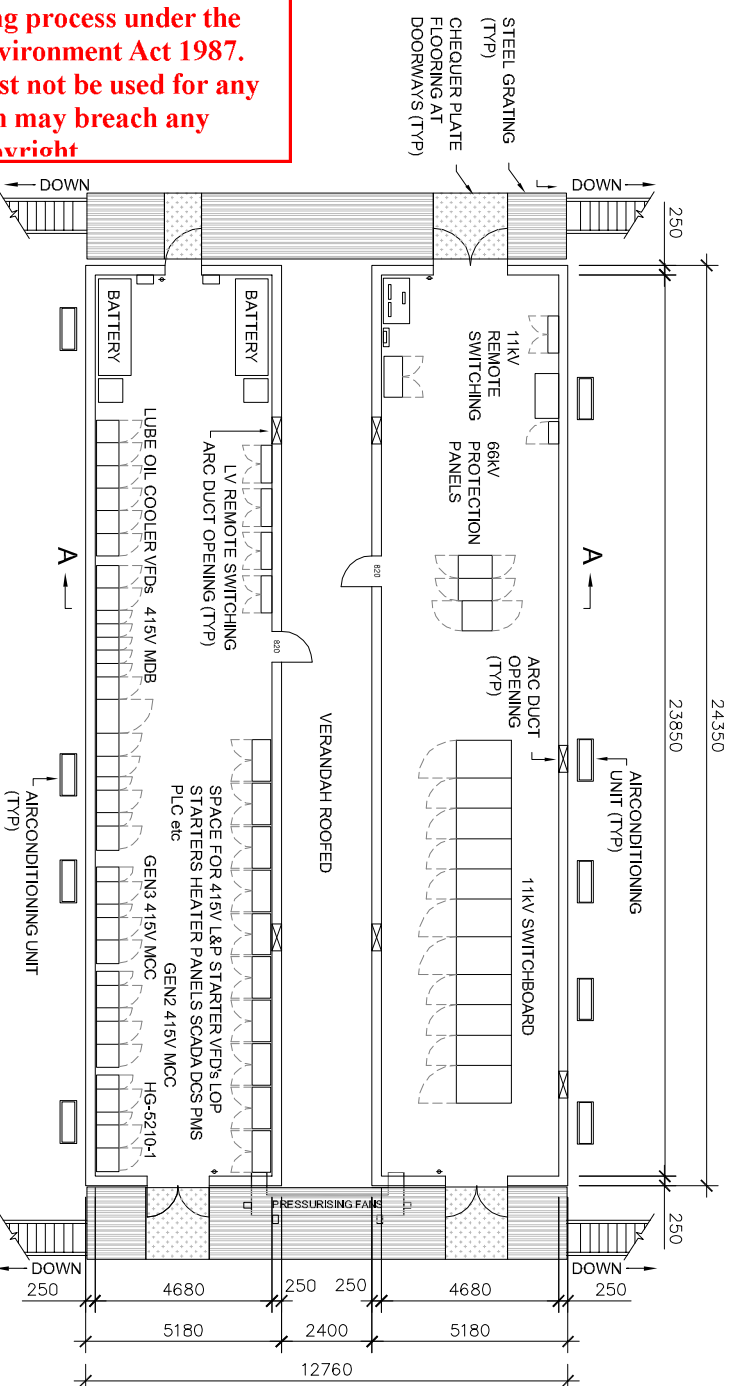 ng process under the
vironment Act 1987.
st not be used for any
n may breach any
pyright
STEEL GRATING
(TYP)
CHEQUER PLATE
FLOORING AT
DOORWAYS (TYP)
DOWN
DOWN
250
23850
24350
250
BATTERY
BATTERY
11kV
REMOTE
SWITCHING
66kV
PROTECTION
PANELS
LUBE OIL COOLER VFDs
415V MDB
LV REMOTE SWITCHING
ARC DUCT OPENING (TYP)
A
A
820
820
ARC DUCT
OPENING
(TYP)
AIRCONDITIONING
UNIT (TYP)
VERANDAH ROOFED
11kV SWITCHBOARD
SPACE FOR 415V L&P STARTER VFD's LOP
STARTERS HEATER PANELS SCADA DCS PMS
PLC etc
AIRCONDITIONING UNIT
(TYP)
GEN3 415V MCC
GEN2 415V MCC
HG-5210-1
PRESSURISING FANS
DOWN
DOWN
250
4680
250
250
4680
250
5180
2400
5180
12760